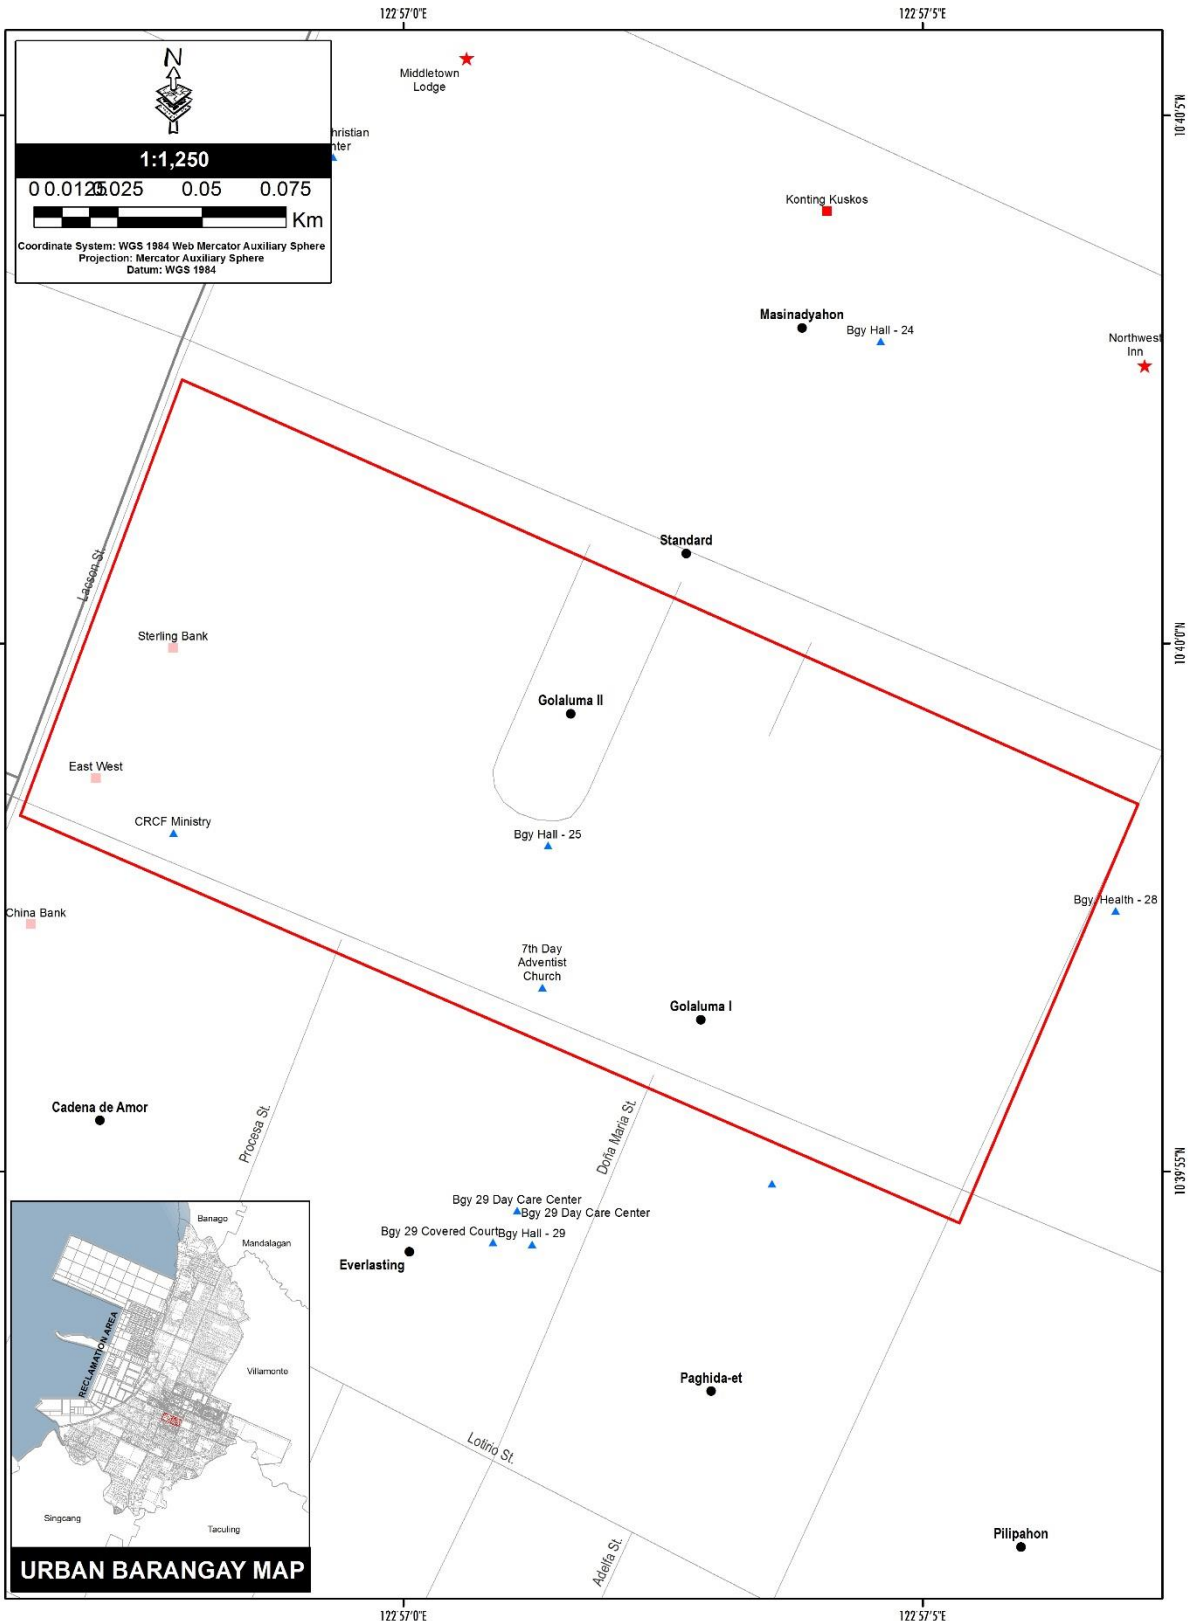 122°57'0"E
122°57'5"E
N
1:1,250
0 0.0125 0.025 0.05 0.075
Km
Coordinate System: WGS 1984 Web Mercator Auxiliary Sphere
Projection: Mercator Auxiliary Sphere
Datum: WGS 1984
Middletown
Lodge
hristian
nter
10°40'5"N
Konting Kuskos
Masinadyahon
Bgy Hall - 24
Northwest
Inn
Lacson St.
Standard
Sterling Bank
10°40'0"N
Golaluma II
East West
CRCF Ministry
Bgy Hall - 25
China Bank
Bgy. Health - 28
7th Day
Adventist
Church
Golaluma I
Cadena de Amor
Procesa St.
Doña Maria St.
10°39'55"N
Bgy 29 Day Care Center
Bgy 29 Day Care Center
Bgy 29 Covered Court
Bgy Hall - 29
Everlasting
Paghida-et
Lotirio St.
Adelfa St.
Pilipahon
Banago
Mandalagan
RECLAMATION AREA
Villamonte
Singcang
Taculing
URBAN BARANGAY MAP
122°57'0"E
122°57'5"E